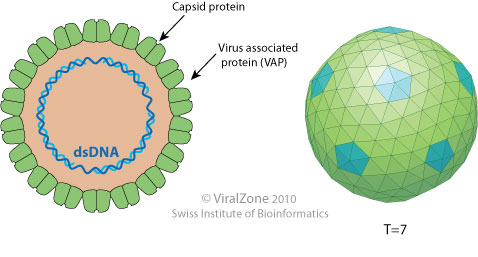 Capsid protein
Virus associated
protein (VAP)
dsDNA
© ViralZone 2010
Swiss Institute of Bioinformatics
T=7